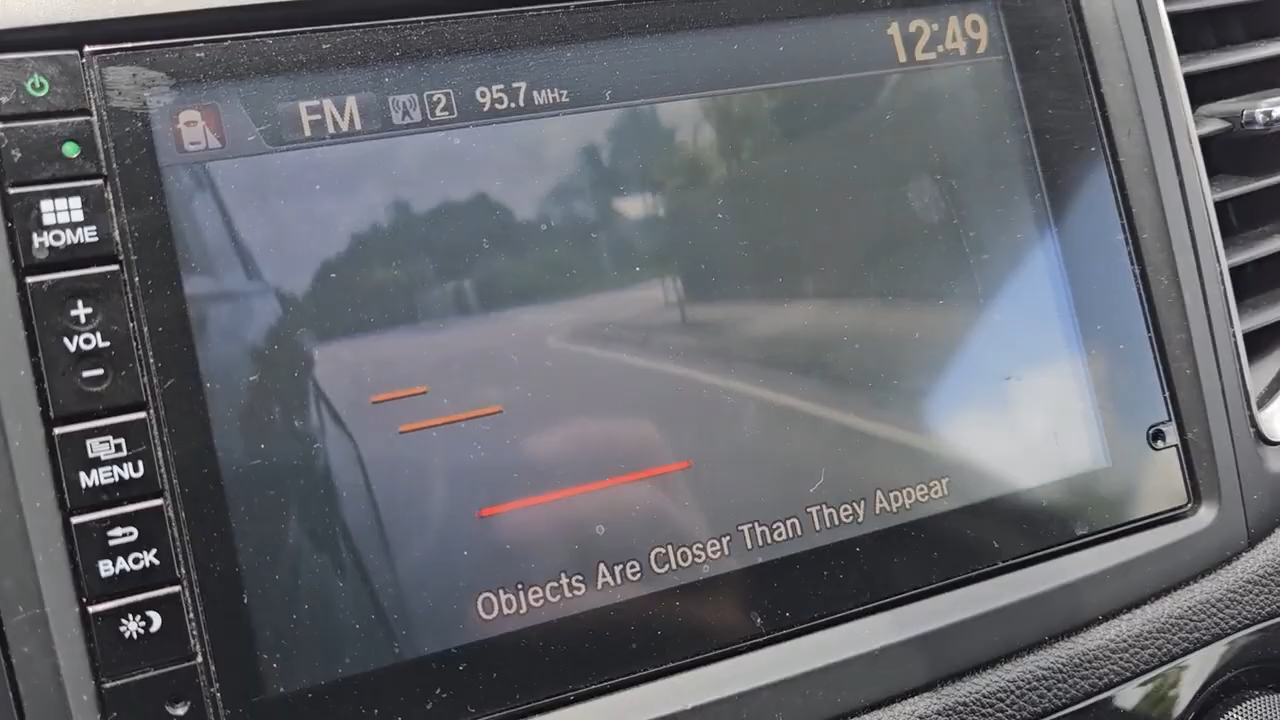 12:49
FM 2 95.7 MHz
HOME
+
VOL
−
MENU
BACK
Objects Are Closer Than They Appear